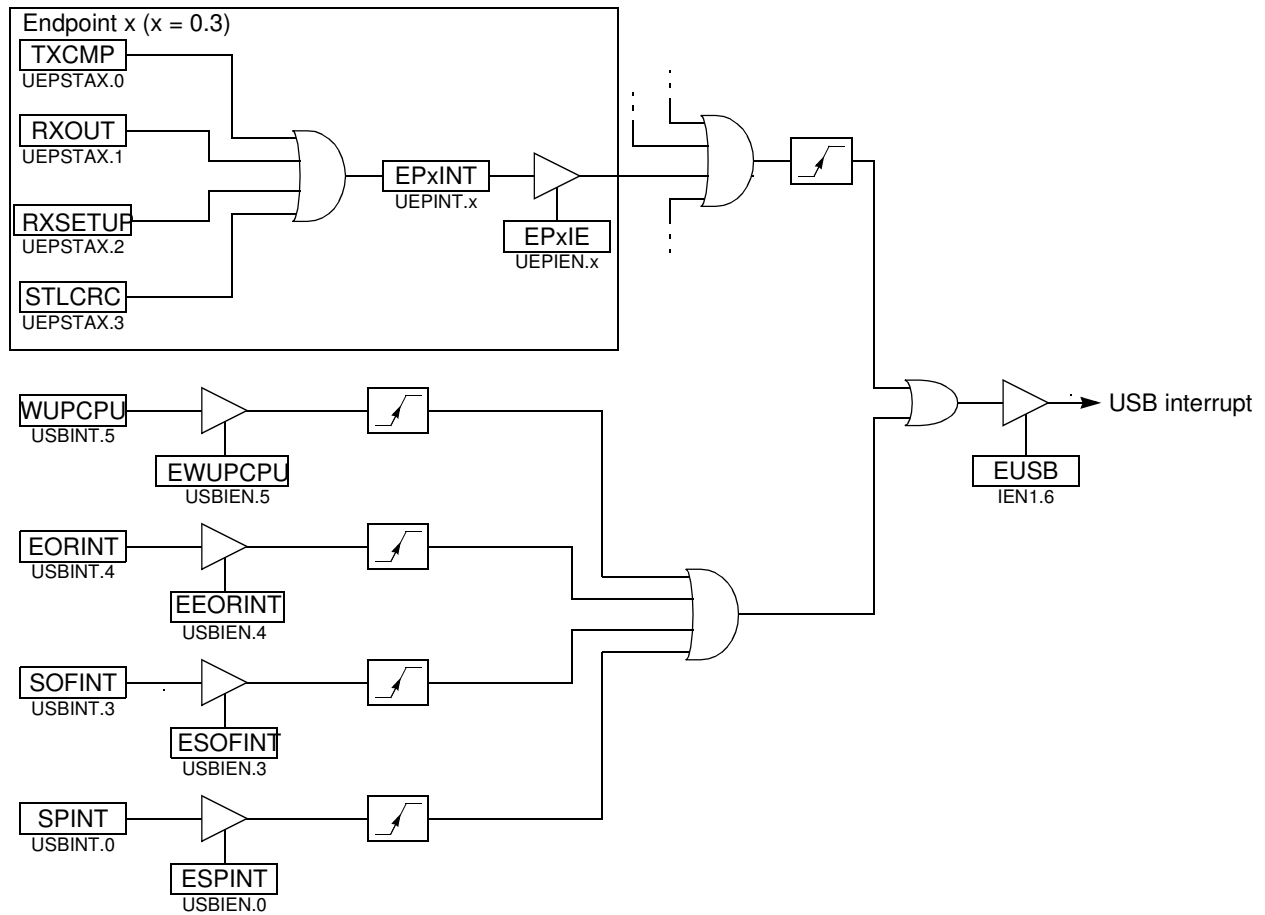 Endpoint x (x = 0.3)
TXCMP
UEPSTAX.0
RXOUT
UEPSTAX.1
RXSETUP
UEPSTAX.2
STLCRC
UEPSTAX.3
EPxINT
UEPINT.x
EPxIE
UEPIEN.x
WUPCPU
USBINT.5
EWUPCPU
USBIEN.5
EORINT
USBINT.4
EEORINT
USBIEN.4
SOFINT
USBINT.3
ESOFINT
USBIEN.3
SPINT
USBINT.0
ESPINT
USBIEN.0
USB interrupt
EUSB
IEN1.6